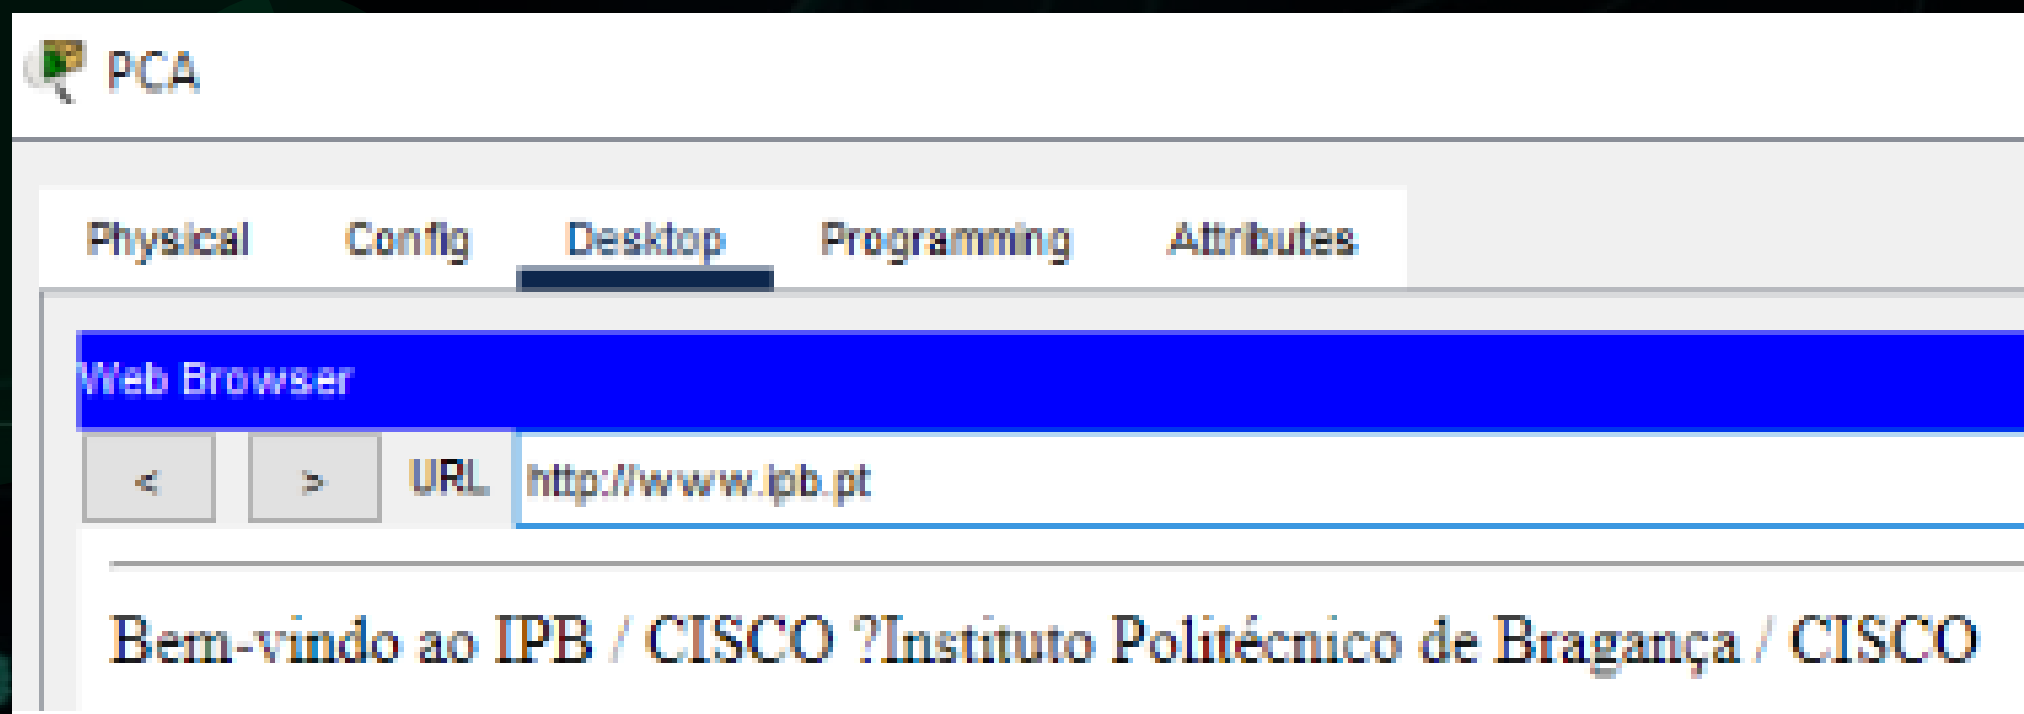 PCA
Physical Config Desktop Programming Attributes
Web Browser
< > URL http://www.ipb.pt
Bem-vindo ao IPB / CISCO ?Instituto Politécnico de Bragança / CISCO